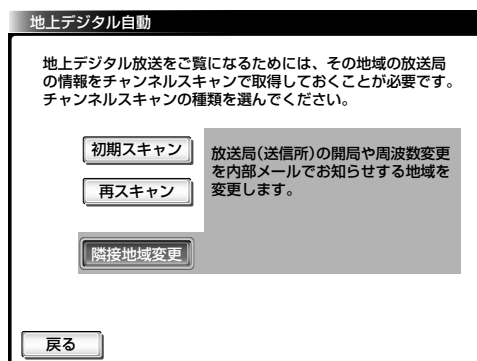 地上デジタル自動
地上デジタル放送をご覧になるためには、その地域の放送局
の情報をチャンネルスキャンで取得しておくことが必要です。
チャンネルスキャンの種類を選んでください。
初期スキャン
再スキャン
隣接地域変更
放送局(送信所)の開局や周波数変更
を内部メールでお知らせする地域を
変更します。
戻る